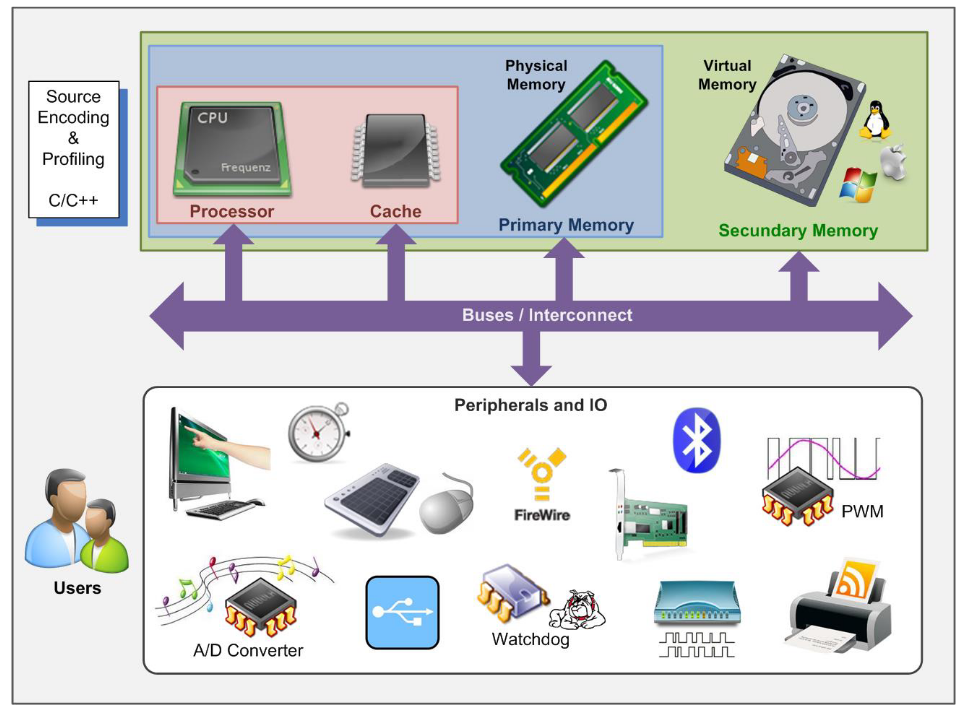 Source
Encoding
&
Profiling
C/C++
CPU
Frequenz
Processor
Cache
Physical
Memory
Primary Memory
Virtual
Memory
Secundary Memory
Buses / Interconnect
Peripherals and IO
FireWire
PWM
Users
A/D Converter
Watchdog